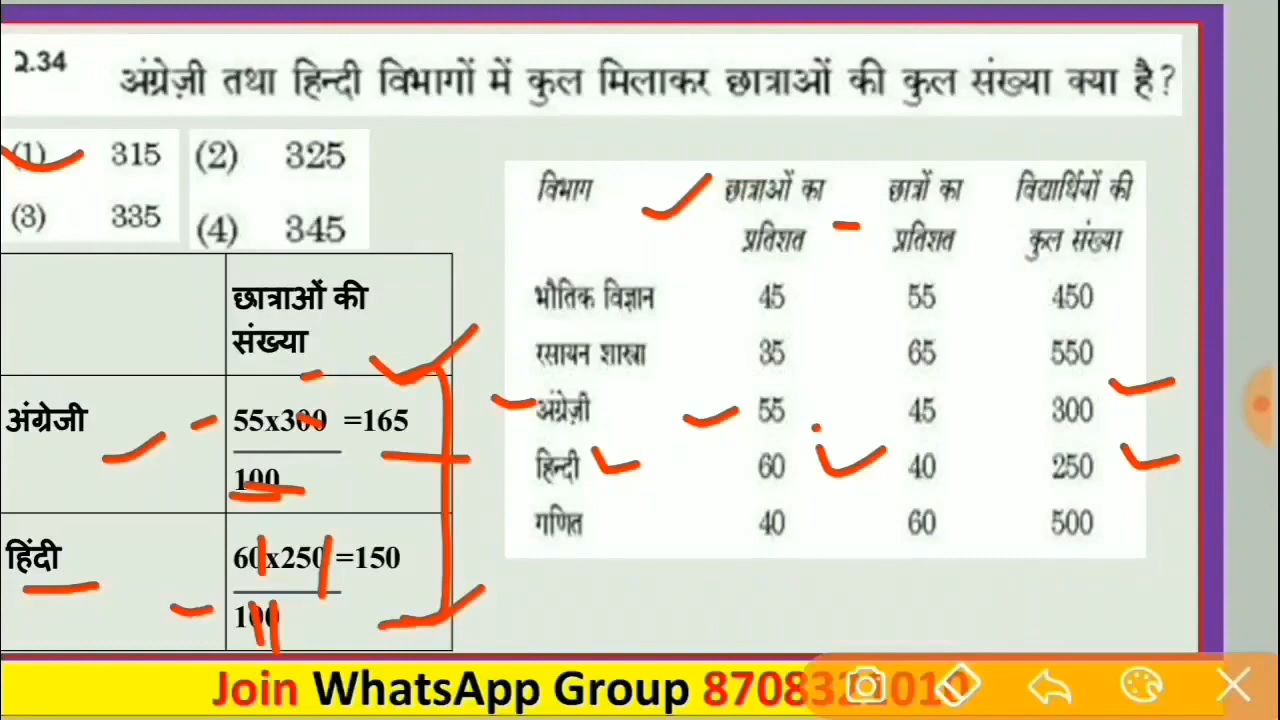 2.34
अंग्रेज़ी तथा हिन्दी विभागों में कुल मिलाकर छात्राओं की कुल संख्या क्या है?
(1) 315 (2) 325
(3) 335 (4) 345
विभाग छात्राओं का प्रतिशत छात्रों का प्रतिशत विद्यार्थियों की कुल संख्या
भौतिक विज्ञान 45 55 450
रसायन शास्त्र 35 65 550
अंग्रेज़ी 55 45 300
हिन्दी 60 40 250
गणित 40 60 500
छात्राओं की
संख्या
अंग्रेजी 55x300 =165
100
हिंदी 60x250 =150
100
Join WhatsApp Group